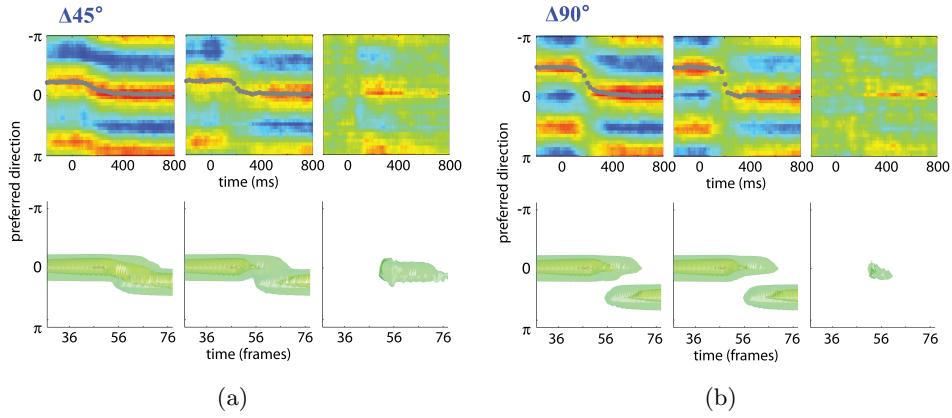 Δ45°
Δ90°
preferred direction
-π
0
π
0 400 800
0 400 800
0 400 800
time (ms)
preferred direction
-π
0
π
0 400 800
0 400 800
0 400 800
time (ms)
-π
0
π
36 56 76
36 56 76
36 56 76
time (frames)
-π
0
π
36 56 76
36 56 76
36 56 76
time (frames)
(a)
(b)